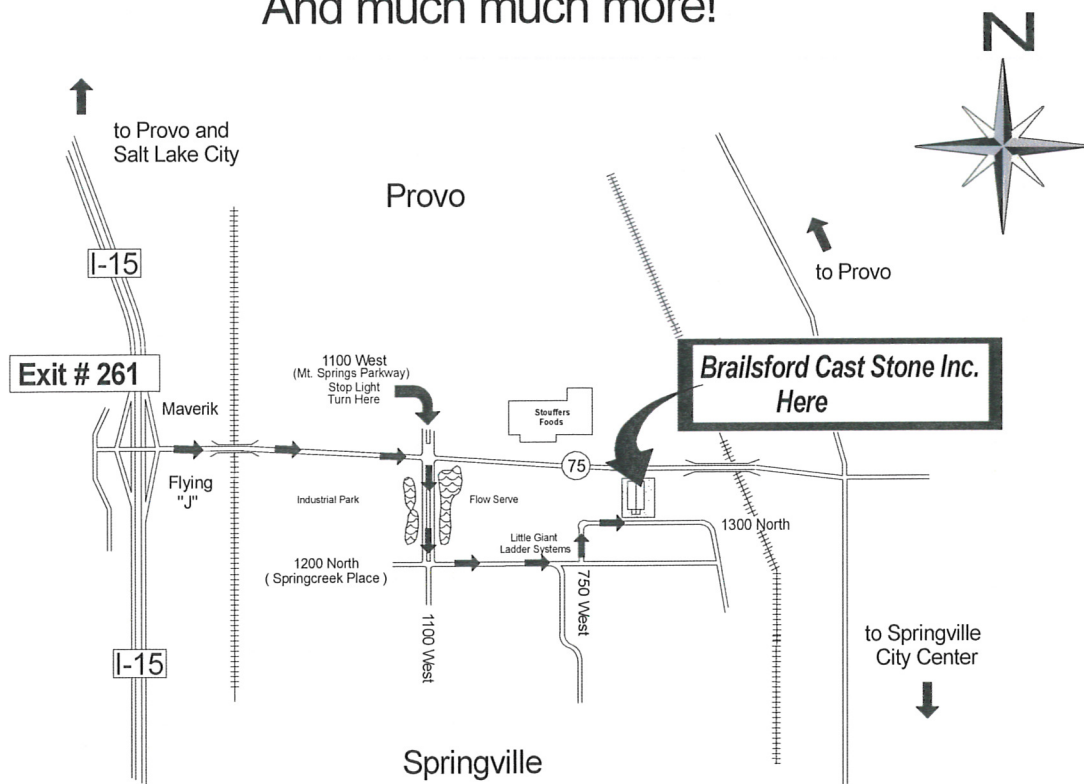 And much much more!
N
to Provo and
Salt Lake City
Provo
I-15
to Provo
Exit # 261
1100 West
(Mt. Springs Parkway)
Stop Light
Turn Here
Brailsford Cast Stone Inc.
Here
Maverik
Stouffers
Foods
75
Flying
"J"
Industrial Park
Flow Serve
1300 North
Little Giant
Ladder Systems
1200 North
( Springcreek Place )
750 West
1100 West
to Springville
City Center
I-15
Springville